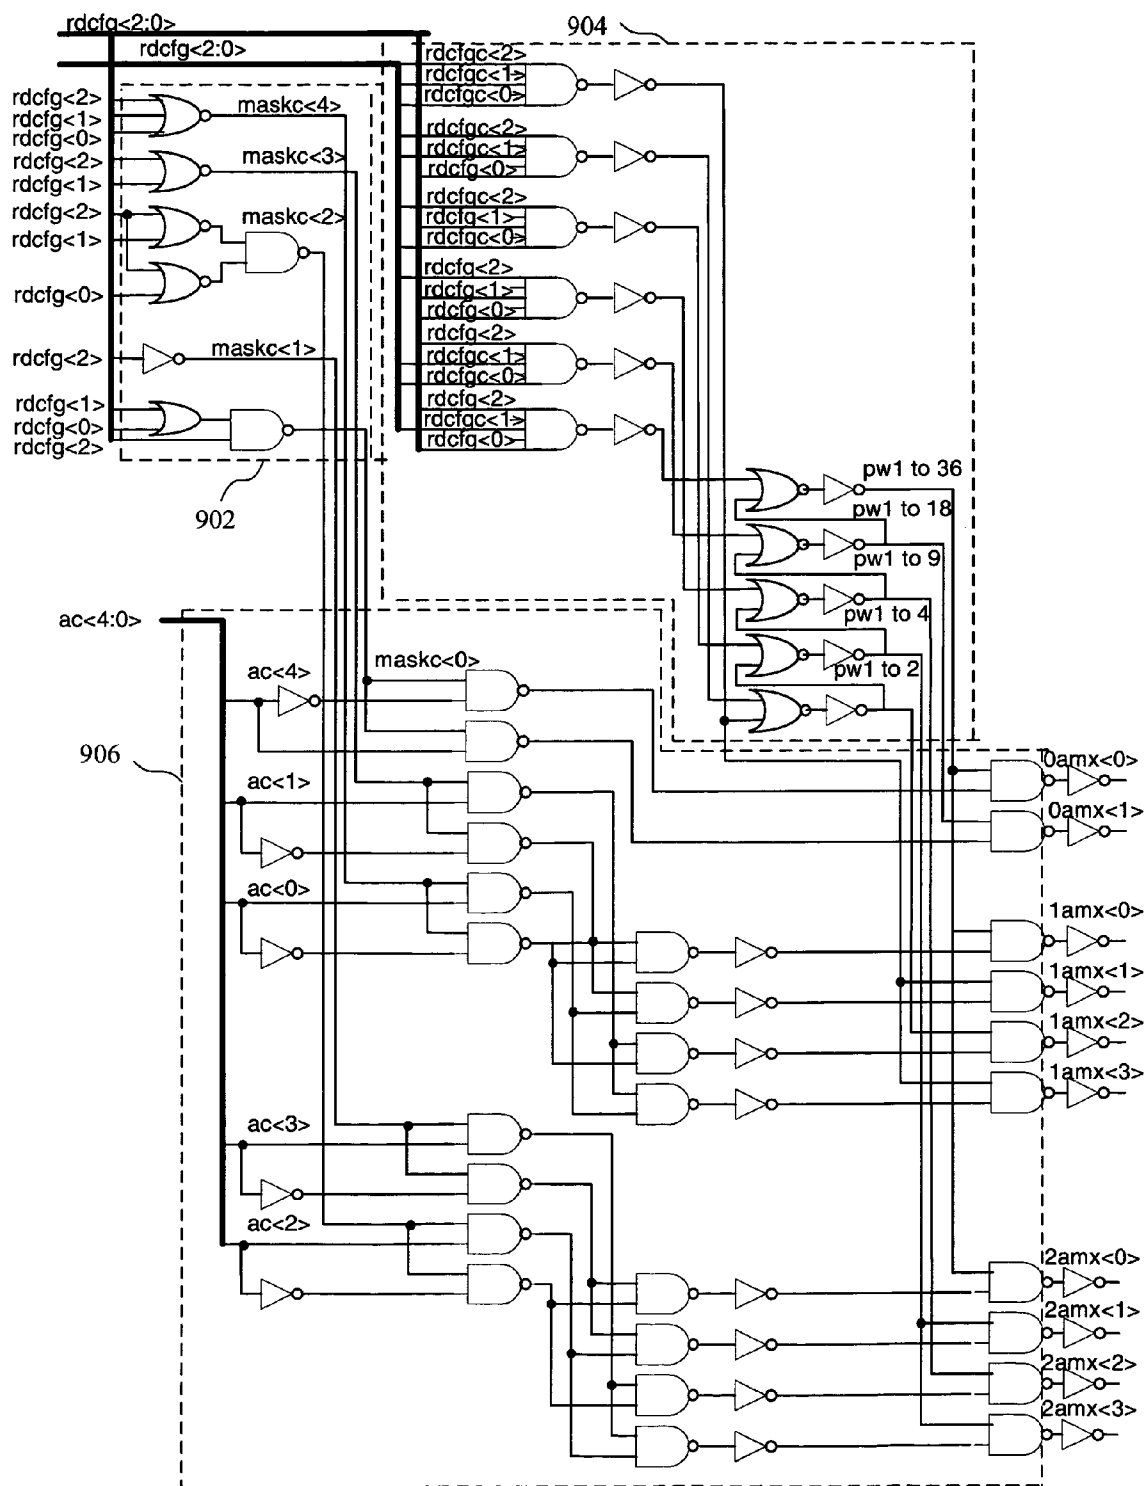 rdcfg<2:0>
904
rdcfg<2:0>
rdcfgc<2>
rdcfgc<1>
rdcfgc<0>
rdcfg<2>
rdcfg<1>
rdcfg<0>
maskc<4>
rdcfgc<2>
rdcfgc<1>
rdcfg<0>
rdcfg<2>
rdcfg<1>
maskc<3>
rdcfgc<2>
rdcfg<1>
rdcfgc<0>
rdcfg<2>
rdcfg<1>
maskc<2>
rdcfg<2>
rdcfg<1>
rdcfg<0>
rdcfg<0>
rdcfg<2>
rdcfgc<1>
rdcfgc<0>
rdcfg<2>
maskc<1>
rdcfg<2>
rdcfgc<1>
rdcfg<0>
rdcfg<1>
rdcfg<0>
rdcfg<2>
902
pw1 to 36
pw1 to 18
pw1 to 9
pw1 to 4
pw1 to 2
ac<4:0>
ac<4>
maskc<0>
906
0amx<0>
ac<1>
0amx<1>
ac<0>
1amx<0>
1amx<1>
1amx<2>
1amx<3>
ac<3>
ac<2>
2amx<0>
2amx<1>
2amx<2>
2amx<3>